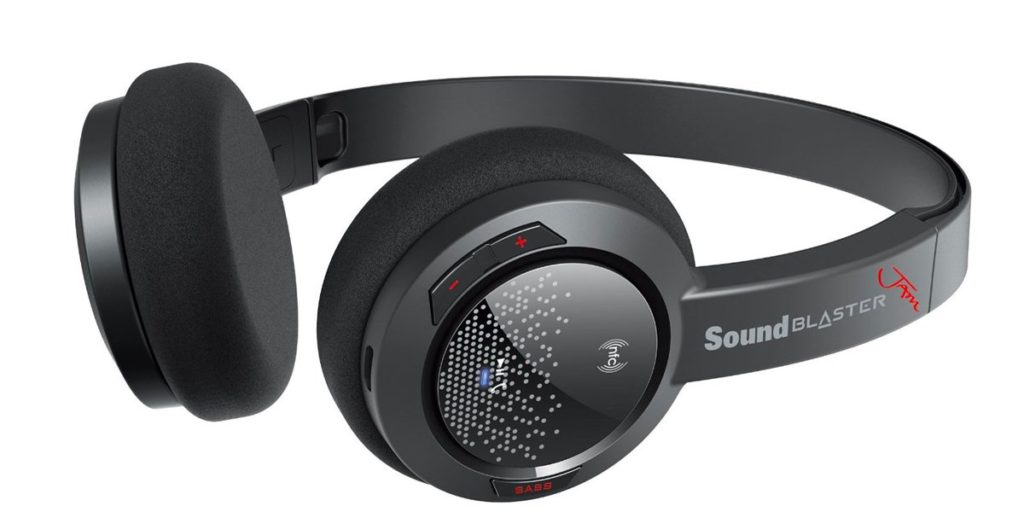 +
-
nfc
Sound BLASTER
JAM
BASS